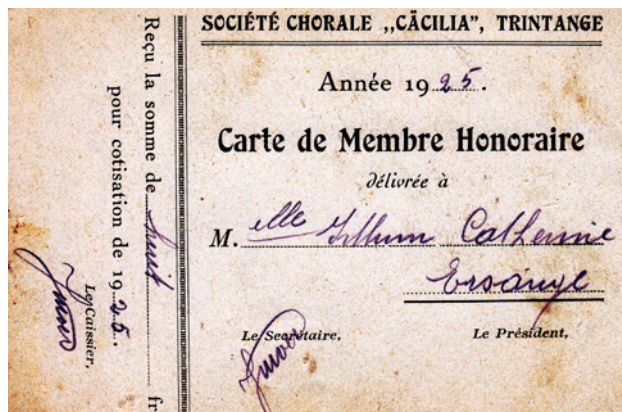 SOCIÉTÉ CHORALE „CÄCILIA”, TRINTANGE
Année 1925.
Carte de Membre Honoraire
délivrée à
M.elle Catherine
Ersange
Le Secrétaire,
Le Président,
Reçu la somme de huit fr
pour cotisation de 1925.
Le Caissier,